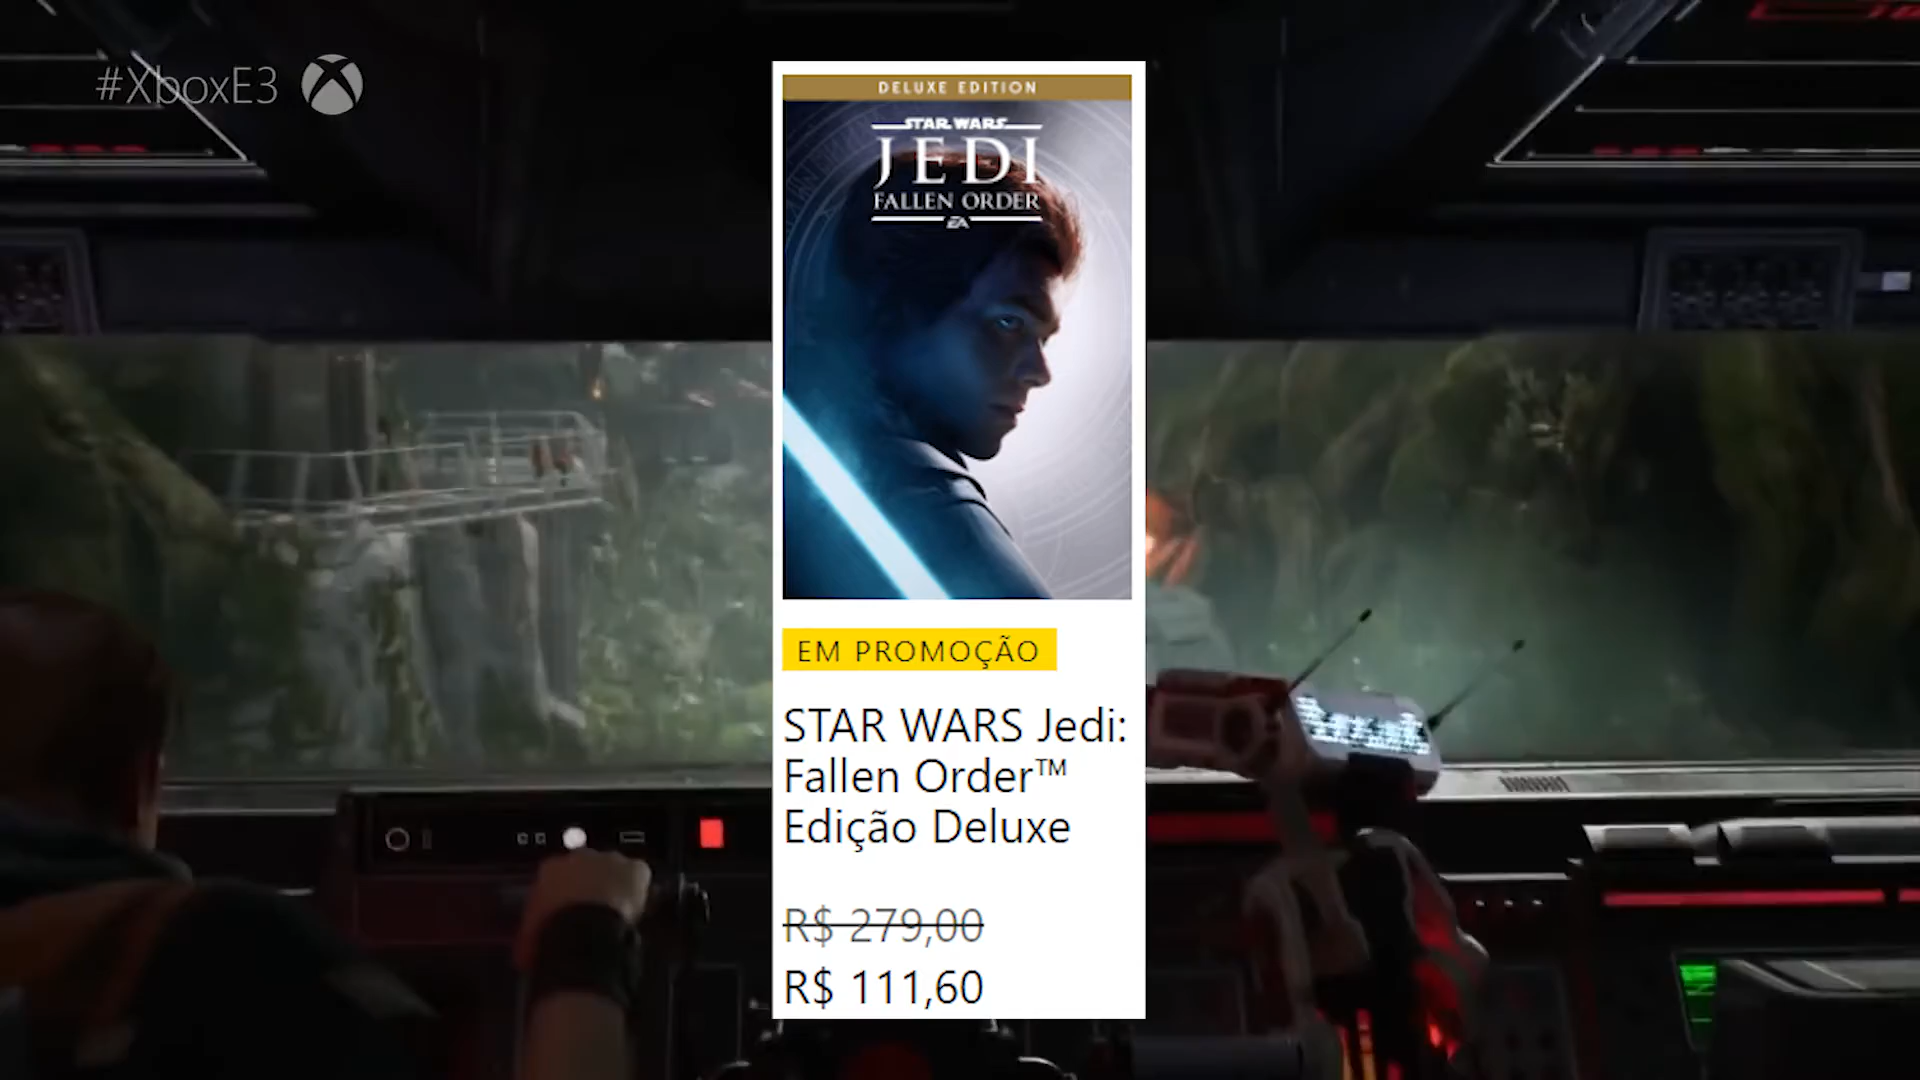 #XboxE3
DELUXE EDITION
STAR WARS
JEDI
FALLEN ORDER
EA
EM PROMOÇÃO
STAR WARS Jedi:
Fallen Order™
Edição Deluxe
R$ 279,00
R$ 111,60